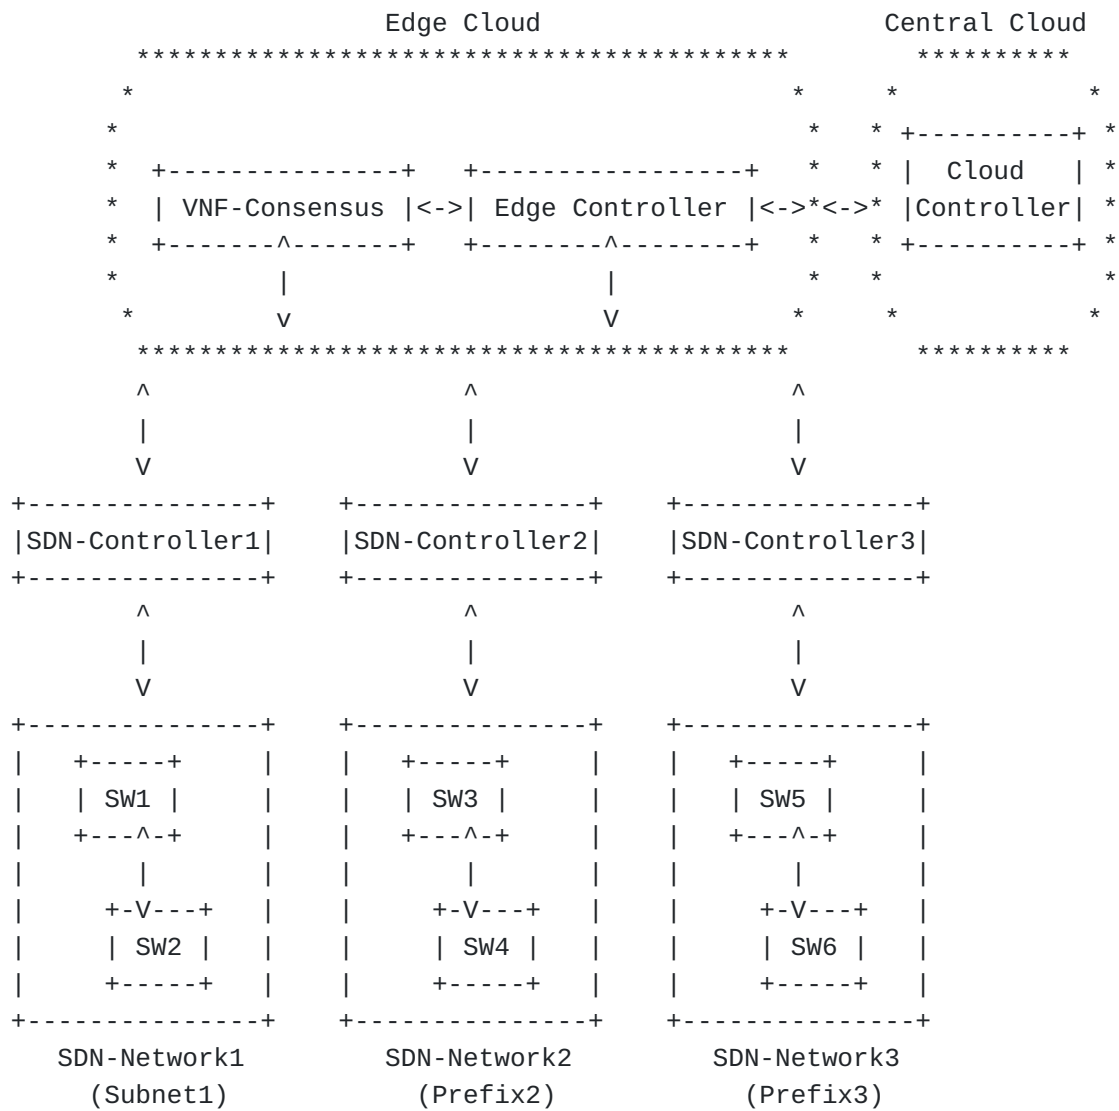 Edge Cloud Central Cloud
Cloud
VNF-Consensus Edge Controller Controller
SDN-Controller1 SDN-Controller2 SDN-Controller3
SW1 SW3 SW5
SW2 SW4 SW6
SDN-Network1 SDN-Network2 SDN-Network3
(Subnet1) (Prefix2) (Prefix3)